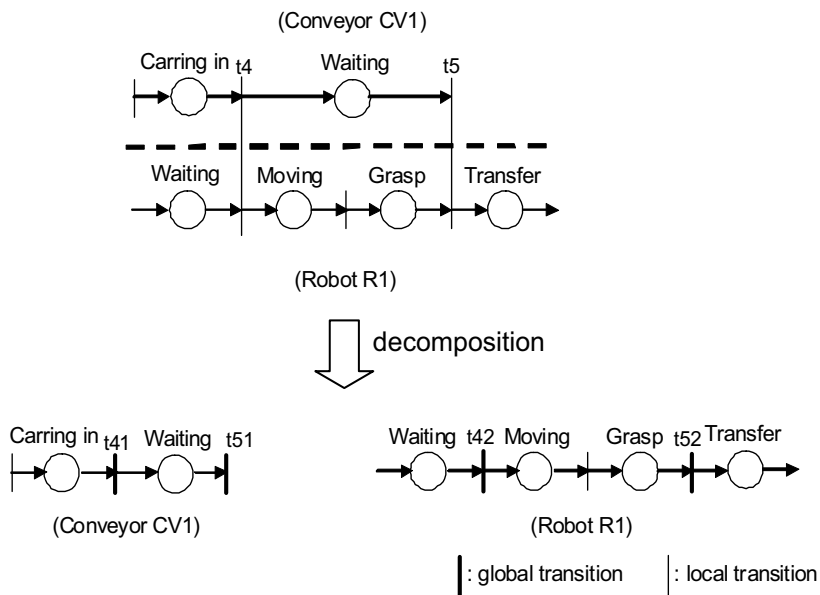 (Conveyor CV1)
Carring in t4 Waiting t5
Waiting Moving Grasp Transfer
(Robot R1)
decomposition
Carring in t41 Waiting t51
Waiting t42 Moving Grasp t52 Transfer
(Conveyor CV1)
(Robot R1)
: global transition : local transition